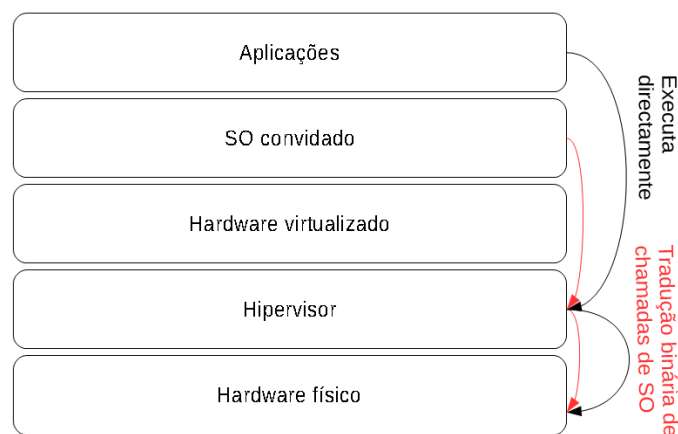 Aplicações
SO convidado
Hardware virtualizado
Hipervisor
Hardware físico
Executa
directamente
Tradução binária de
chamadas de SO